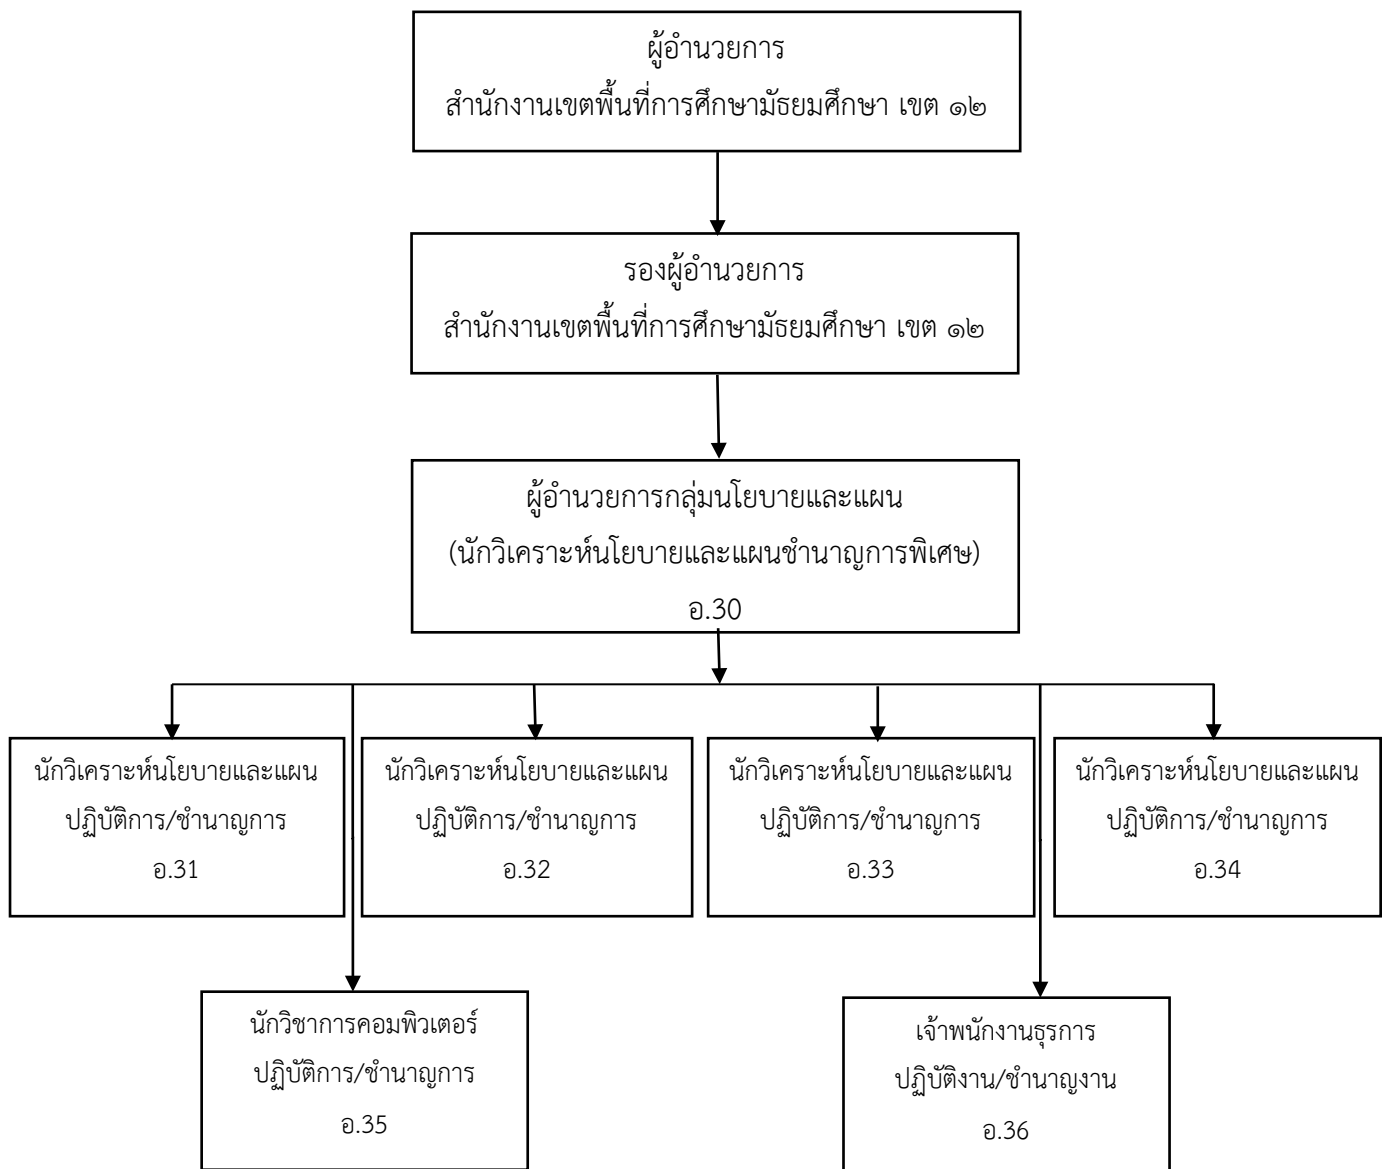 ผู้อำนวยการ
สำนักงานเขตพื้นที่การศึกษามัธยมศึกษา เขต ๑๒
รองผู้อำนวยการ
สำนักงานเขตพื้นที่การศึกษามัธยมศึกษา เขต ๑๒
ผู้อำนวยการกลุ่มนโยบายและแผน
(นักวิเคราะห์นโยบายและแผนชำนาญการพิเศษ)
อ.30
นักวิเคราะห์นโยบายและแผน
ปฏิบัติการ/ชำนาญการ
อ.31
นักวิเคราะห์นโยบายและแผน
ปฏิบัติการ/ชำนาญการ
อ.32
นักวิเคราะห์นโยบายและแผน
ปฏิบัติการ/ชำนาญการ
อ.33
นักวิเคราะห์นโยบายและแผน
ปฏิบัติการ/ชำนาญการ
อ.34
นักวิชาการคอมพิวเตอร์
ปฏิบัติการ/ชำนาญการ
อ.35
เจ้าพนักงานธุรการ
ปฏิบัติงาน/ชำนาญงาน
อ.36